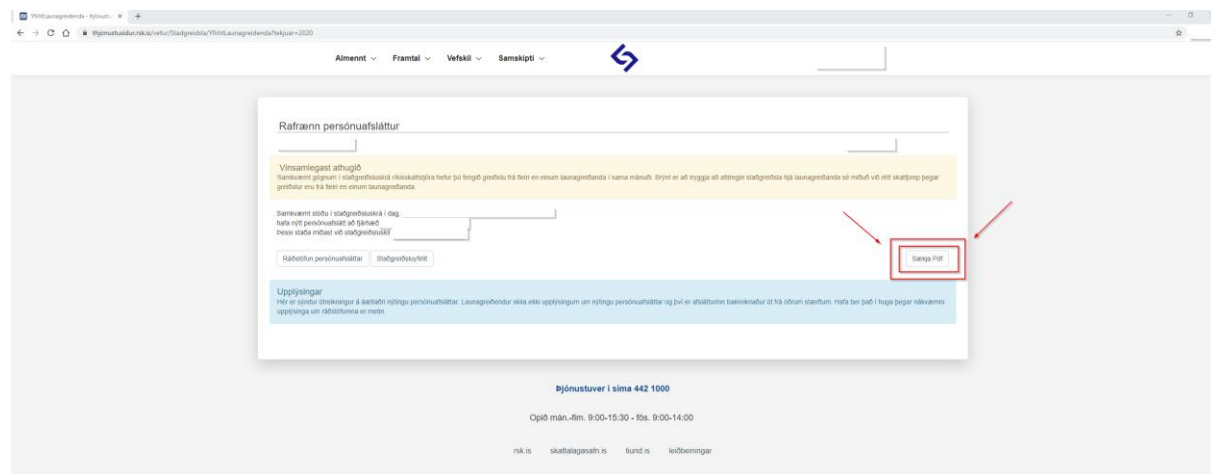 YfirlitLaunagreidenda - Þjónust
thjonustusidur.rsk.is/vefur/Stadgreidsla/YfirlitLaunagreidenda?tekjuar=2020
Almennt Framtal Vefskil Samskipti
Rafrænn persónuafsláttur
Vinsamlegast athugið
Samkvæmt gögnum í staðgreiðsluskrá ríkisskattstjóra hefur þú fengið greiðslu frá fleiri en einum launagreiðanda í sama mánuði. Brýnt er að tryggja að afdregin staðgreiðsla hjá launagreiðanda sé miðuð við rétt skattþrep þegar
greiðslur eru frá fleiri en einum launagreiðanda.
Samkvæmt stöðu í staðgreiðsluskrá í dag,
hafa nýtt persónuafslátt að fjárhæð
Þessi staða miðast við staðgreiðsluskil
Ráðstöfun persónuafsláttar Staðgreiðsluyfirlit Sækja Pdf
Upplýsingar
Hér er sýndur útreikningur á áætlaðri nýtingu persónuafsláttar. Launagreiðendur skila ekki upplýsingum um nýtingu persónuafsláttar og því er afslátturinn bakreiknaður út frá öðrum stærðum. Hafa ber það í huga þegar nákvæmni
upplýsinga um ráðstöfunina er metin.
Þjónustuver í síma 442 1000
Opið mán.-fim. 9:00-15:30 - fös. 9:00-14:00
rsk.is skattalagasafn.is tiund.is leiðbeiningar